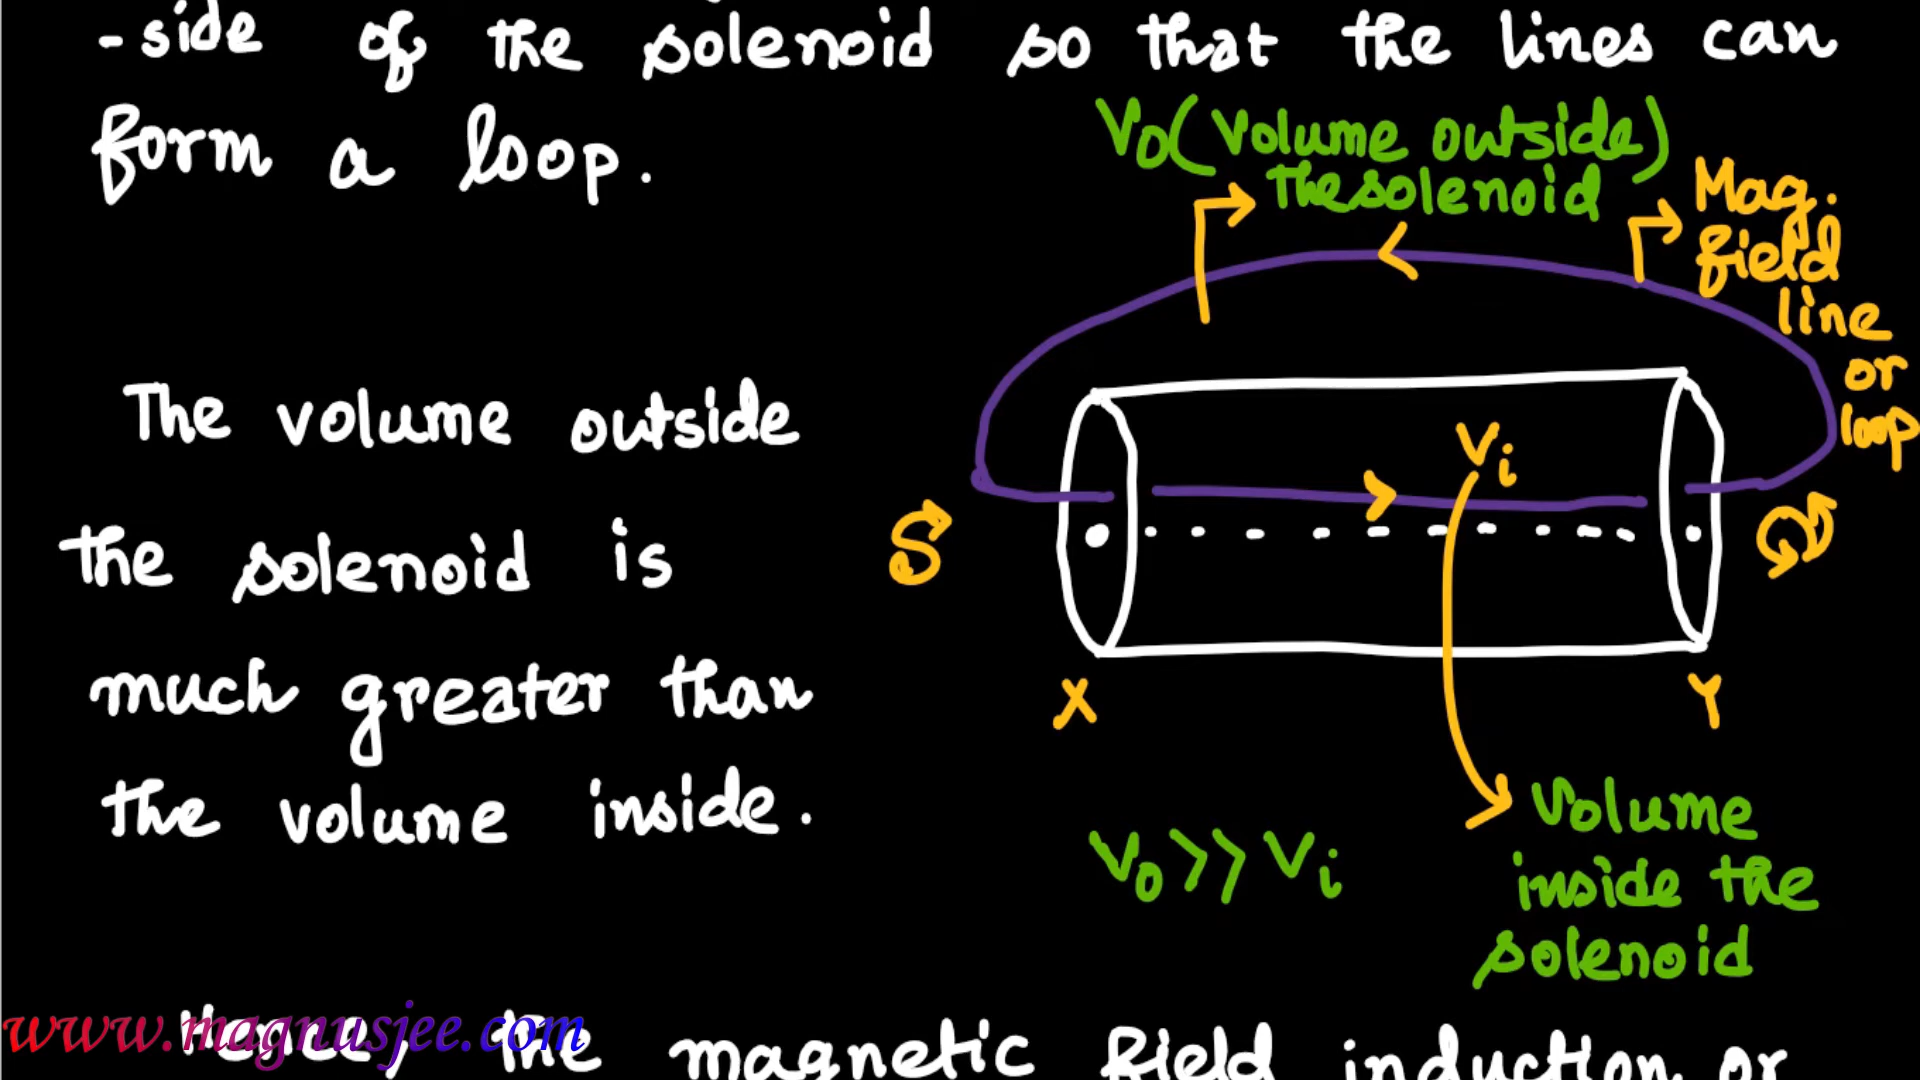 -side of the solenoid so that the lines can
form a loop.
Vo (Volume outside)
the solenoid
Mag.
field
line
or
loop
The volume outside
the solenoid is
much greater than
the volume inside.
Vi
S
N
X
Y
Vo >> Vi
Volume
inside the
solenoid
Hence, the magnetic field induction or
www.magnusjee.com